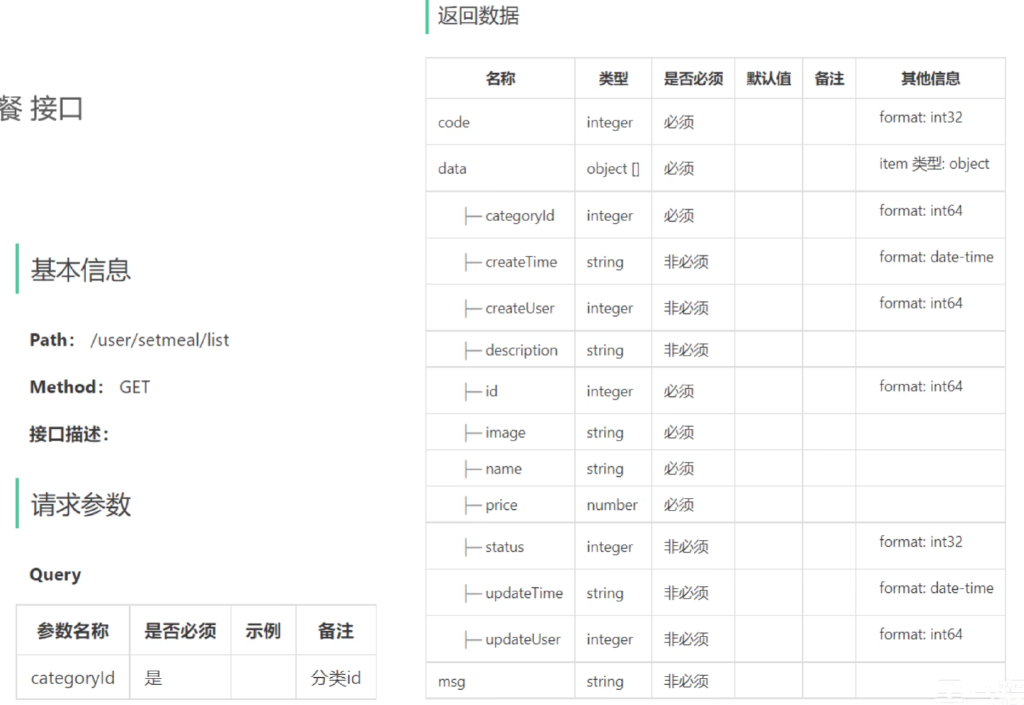 餐 接口
基本信息
Path： /user/setmeal/list
Method： GET
接口描述：
请求参数
Query
参数名称 是否必须 示例 备注
categoryId 是 分类id
返回数据
名称 类型 是否必须 默认值 备注 其他信息
code integer 必须 format: int32
data object [] 必须 item 类型: object
├─ categoryId integer 必须 format: int64
├─ createTime string 非必须 format: date-time
├─ createUser integer 非必须 format: int64
├─ description string 非必须
├─ id integer 必须 format: int64
├─ image string 必须
├─ name string 必须
├─ price number 必须
├─ status integer 非必须 format: int32
├─ updateTime string 非必须 format: date-time
├─ updateUser integer 非必须 format: int64
msg string 非必须